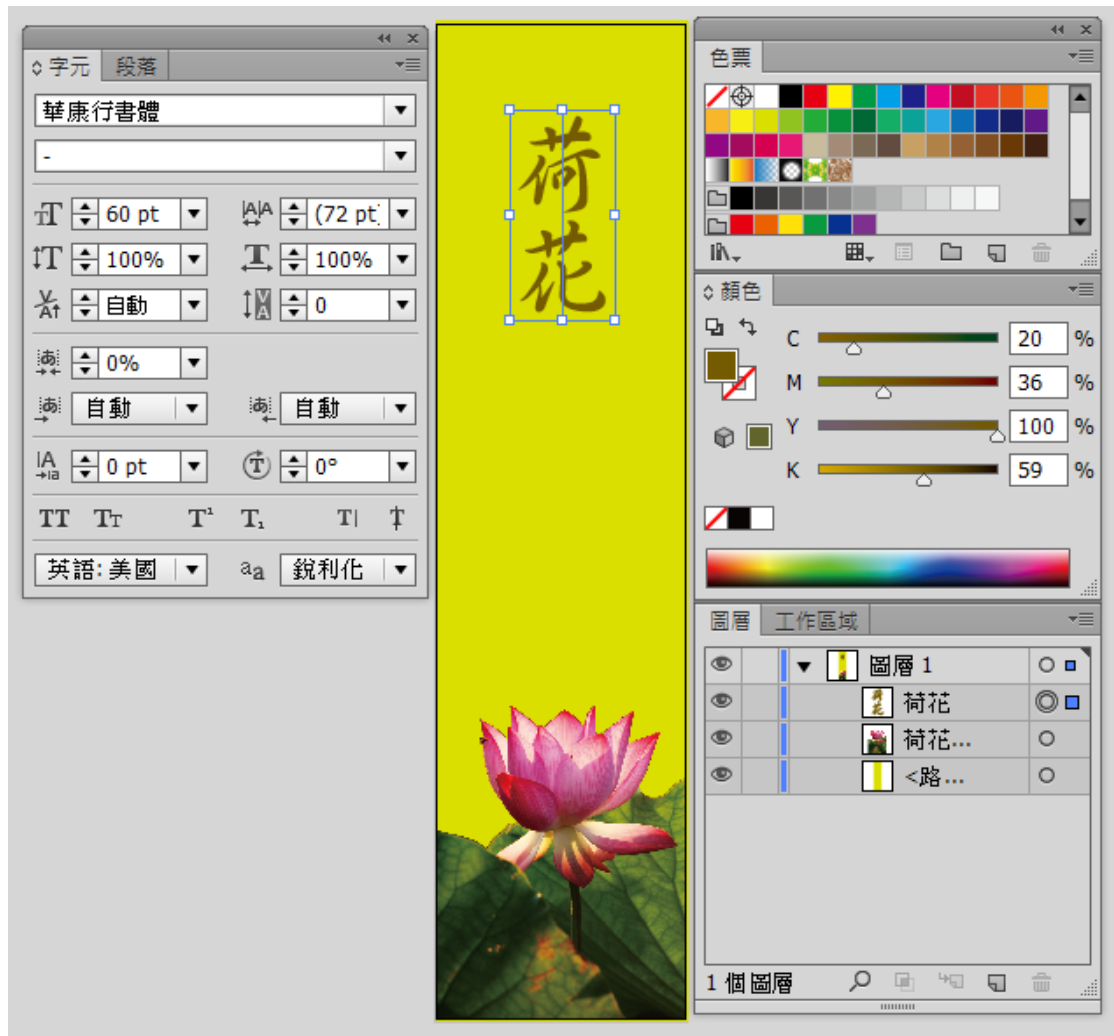 字元 段落
華康行書體
-
60 pt (72 pt)
100% 100%
自動 0
0%
自動 自動
0 pt 0°
TT Tт T¹ T₁ T| Ŧ
英語: 美國 aa 銳利化
荷
花
色票
顏色
C 20 %
M 36 %
Y 100 %
K 59 %
圖層 工作區域
圖層 1
荷花
荷花...
<路...
1 個圖層